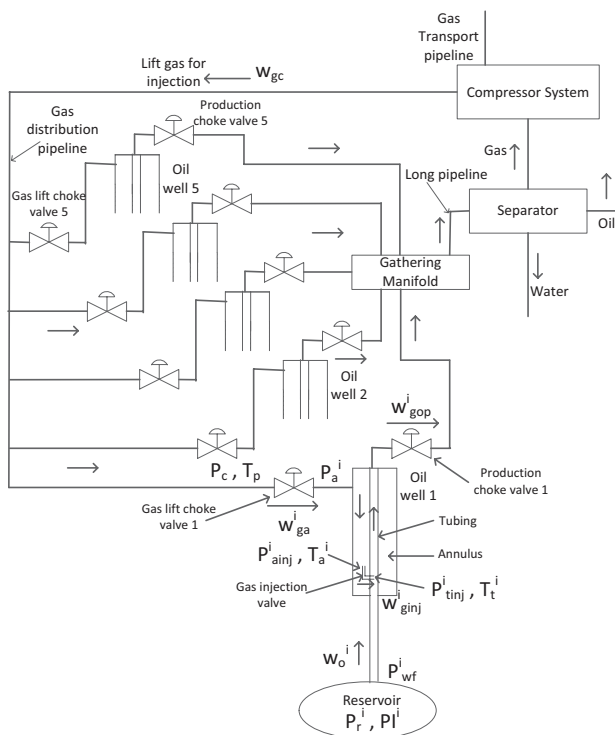 Gas
Transport
pipeline
Lift gas for
injection
w_gc
Compressor System
Gas
distribution
pipeline
Production
choke valve 5
Oil
well 5
Gas
Long pipeline
Gas lift choke
valve 5
Separator
Oil
Gathering
Manifold
Water
Oil
well 2
w^i_gop
P_c , T_p
P_a^i
Oil
well 1
Production
choke valve 1
Gas lift choke
valve 1
w^i_ga
Tubing
Annulus
P^i_ainj , T_a^i
Gas injection
valve
P^i_tinj , T_t^i
w^i_ginj
w_o^i
P^i_wf
Reservoir
P_r^i , PI^i